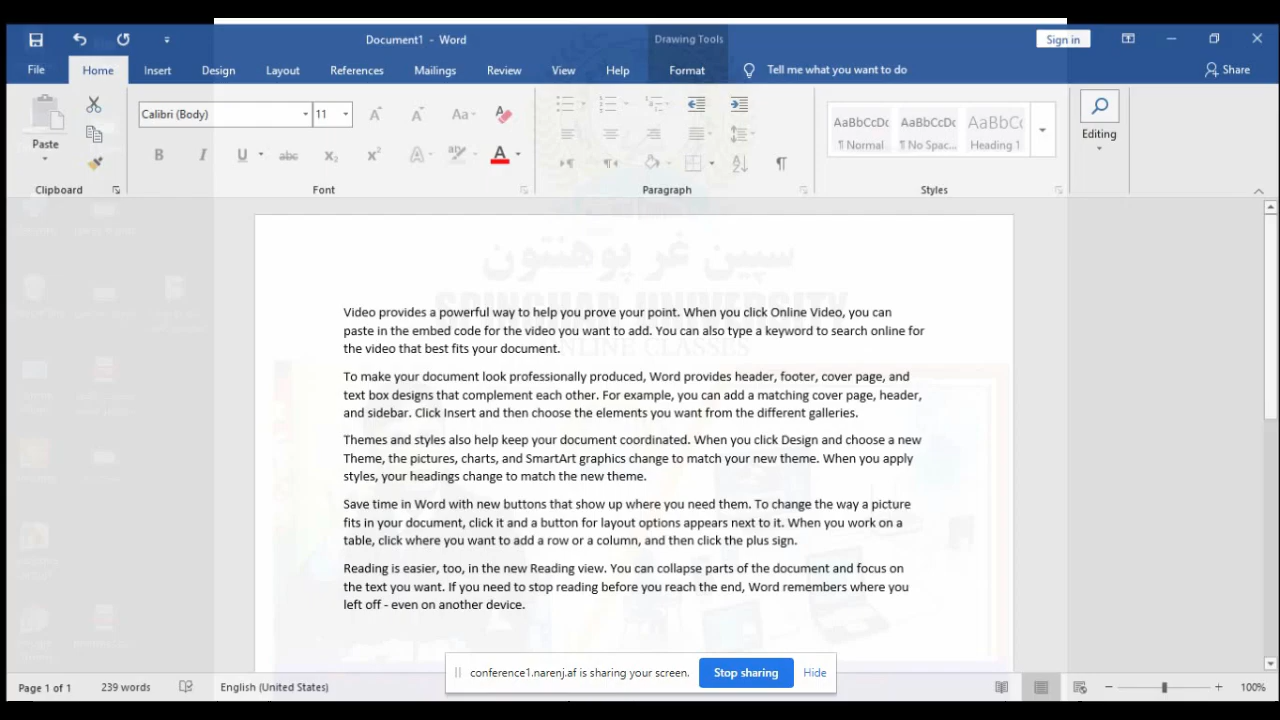 Document1 - Word
Drawing Tools
Sign in
File
Home
Insert
Design
Layout
References
Mailings
Review
View
Help
Format
Tell me what you want to do
Share
Calibri (Body)
11
Paste
AaBbCcDc
AaBbCcDc
AaBbC
¶ Normal
¶ No Spac...
Heading 1
Editing
Clipboard
Font
Paragraph
Styles
سپين غر پوهنتون
SPINGHAR UNIVERSITY
ONLINE CLASSES
Video provides a powerful way to help you prove your point. When you click Online Video, you can
paste in the embed code for the video you want to add. You can also type a keyword to search online for
the video that best fits your document.
To make your document look professionally produced, Word provides header, footer, cover page, and
text box designs that complement each other. For example, you can add a matching cover page, header,
and sidebar. Click Insert and then choose the elements you want from the different galleries.
Themes and styles also help keep your document coordinated. When you click Design and choose a new
Theme, the pictures, charts, and SmartArt graphics change to match your new theme. When you apply
styles, your headings change to match the new theme.
Save time in Word with new buttons that show up where you need them. To change the way a picture
fits in your document, click it and a button for layout options appears next to it. When you work on a
table, click where you want to add a row or a column, and then click the plus sign.
Reading is easier, too, in the new Reading view. You can collapse parts of the document and focus on
the text you want. If you need to stop reading before you reach the end, Word remembers where you
left off - even on another device.
conference1.narenj.af is sharing your screen.
Stop sharing
Hide
Page 1 of 1
239 words
English (United States)
100%